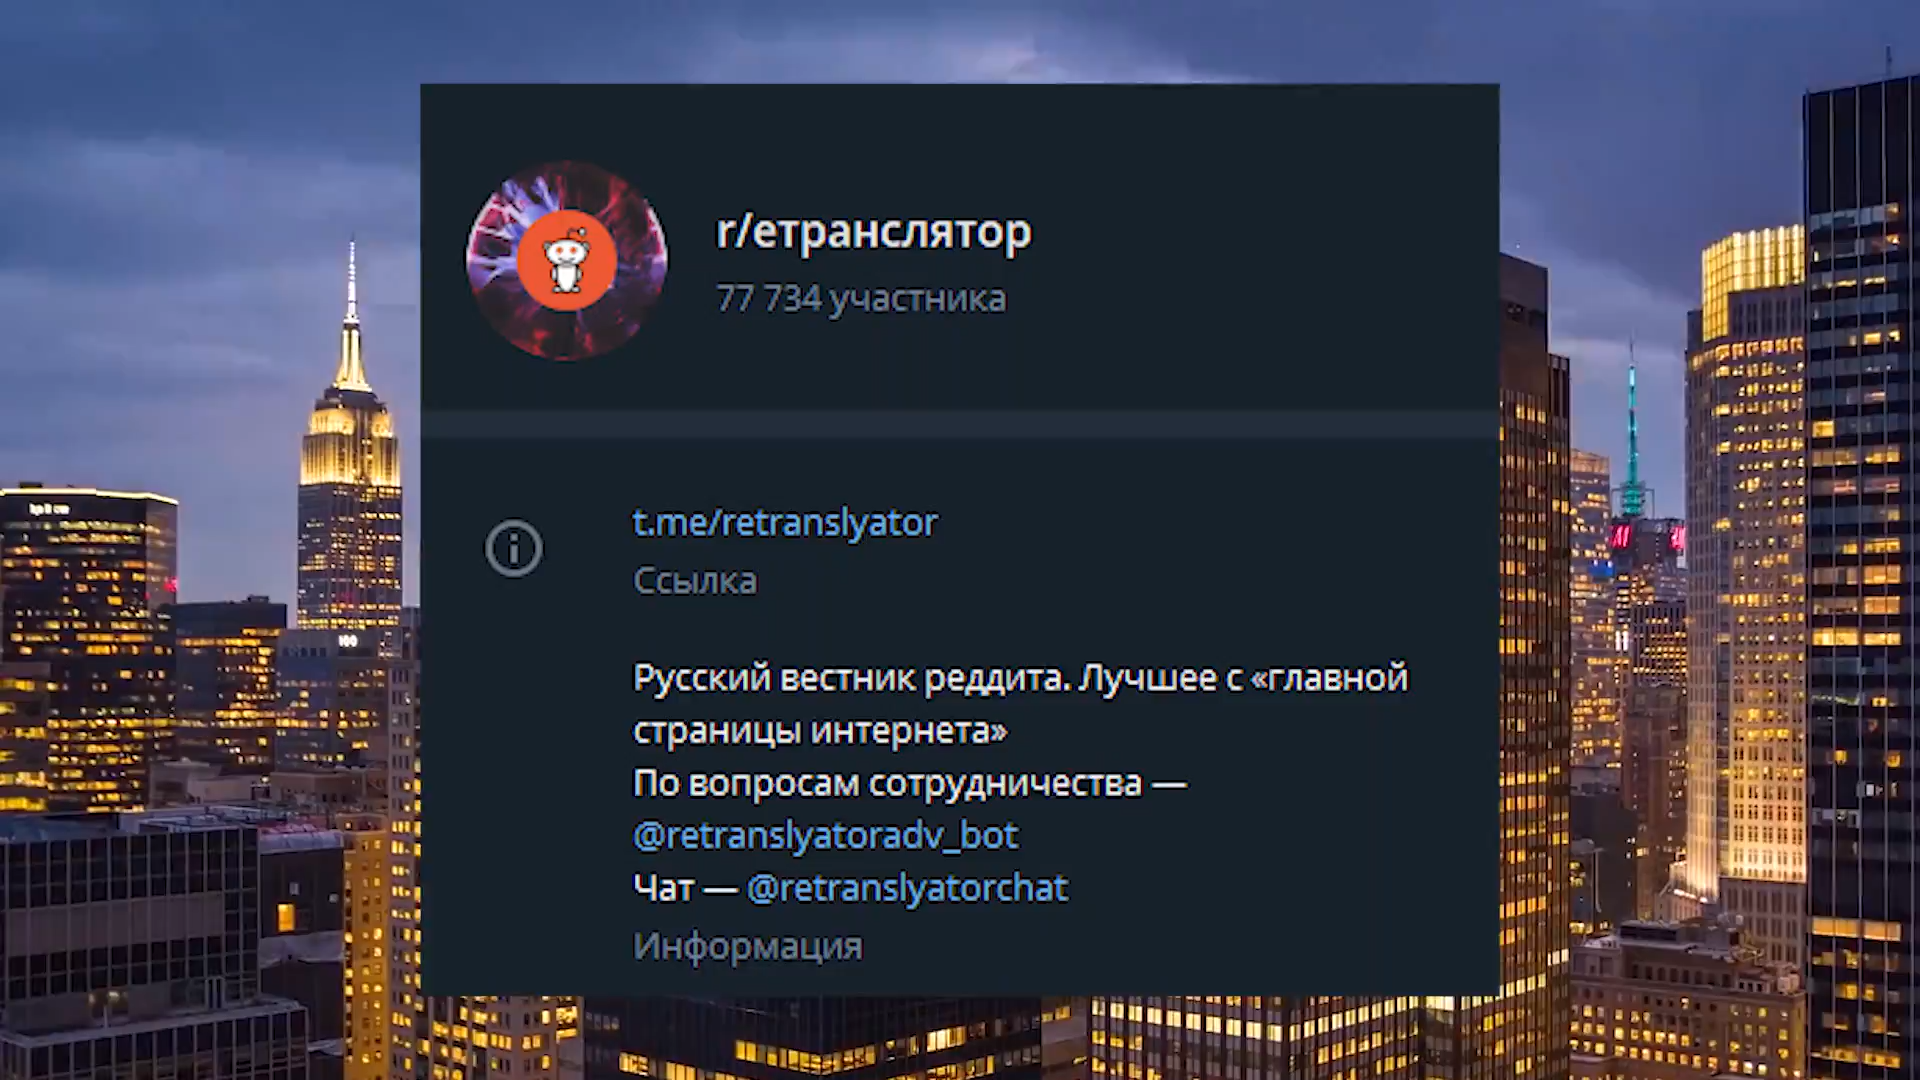 r/етранслятор
77 734 участника
t.me/retranslyator
Ссылка
Русский вестник реддита. Лучшее с «главной
страницы интернета»
По вопросам сотрудничества —
@retranslyatoradv_bot
Чат — @retranslyatorchat
Информация
100